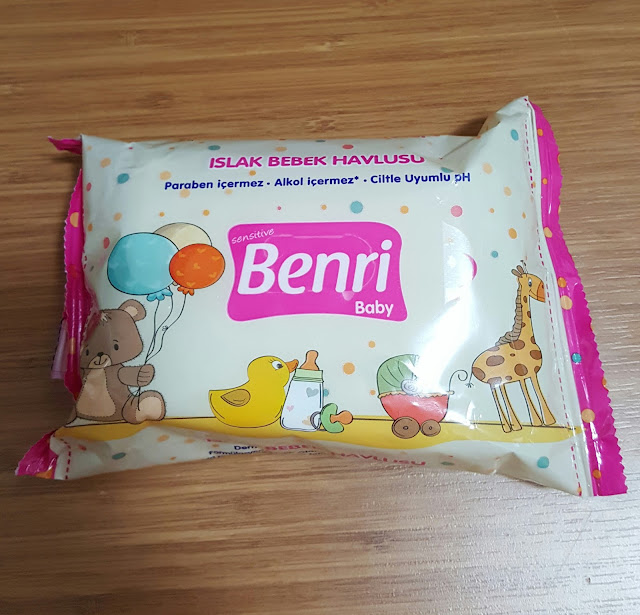 ISLAK BEBEK HAVLUSU
Paraben içermez • Alkol içermez* • Ciltle Uyumlu pH
sensitive
Benri
Baby
BEBEK HAVLUSU